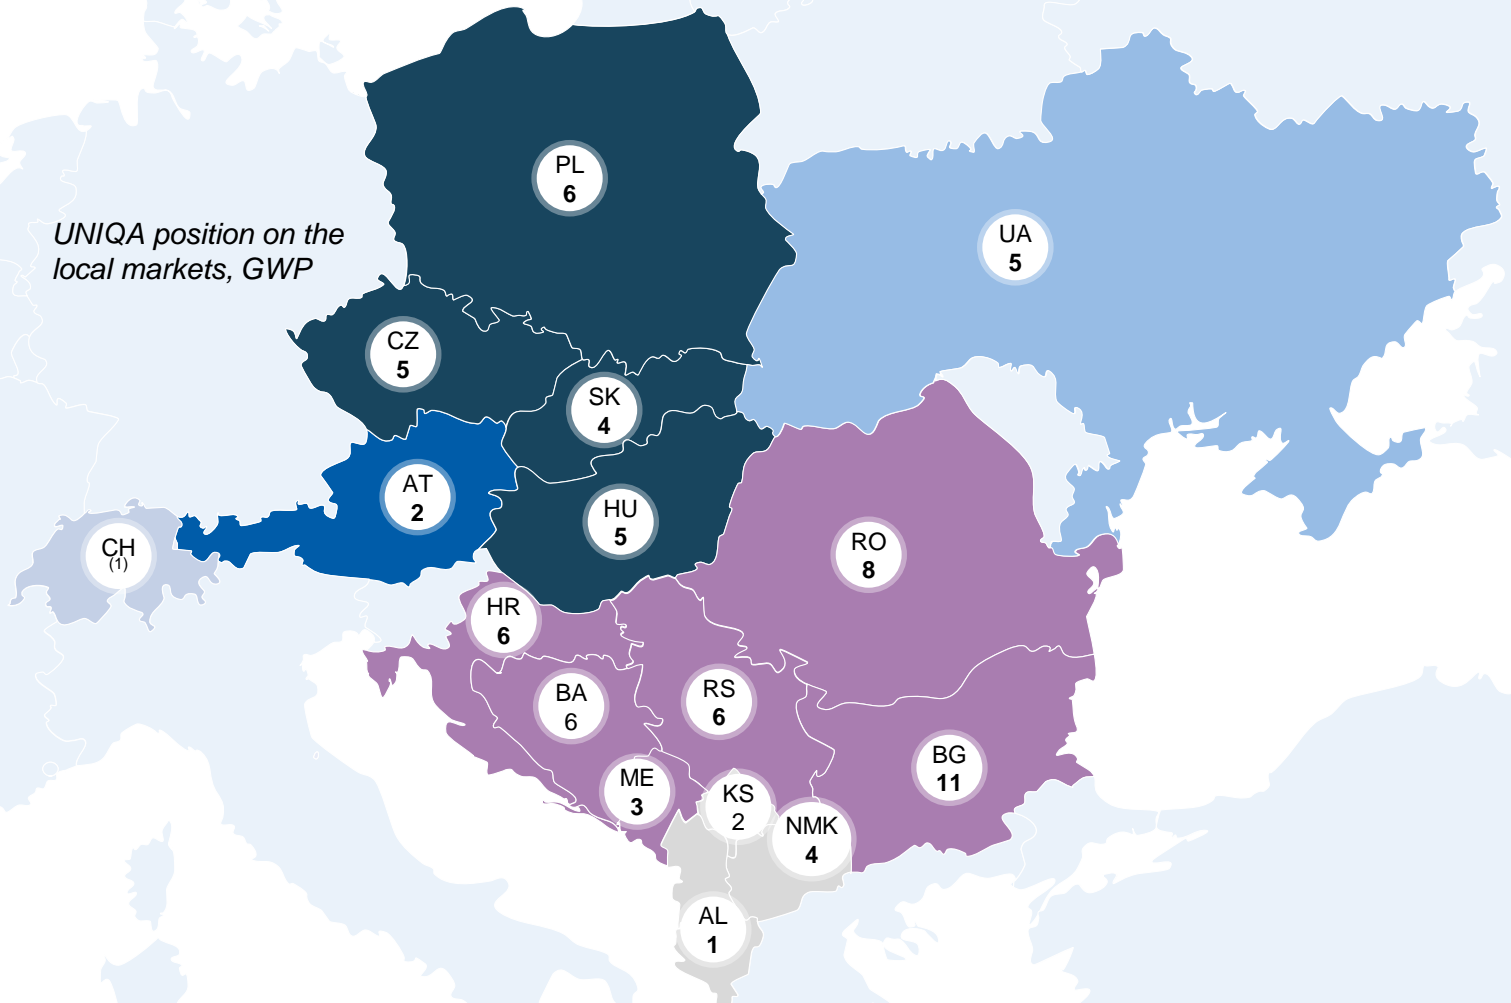 UNIQA position on the
local markets, GWP
PL
6
UA
5
CZ
5
SK
4
AT
2
HU
5
CH
(1)
RO
8
HR
6
BA
6
RS
6
BG
11
ME
3
KS
2
NMK
4
AL
1